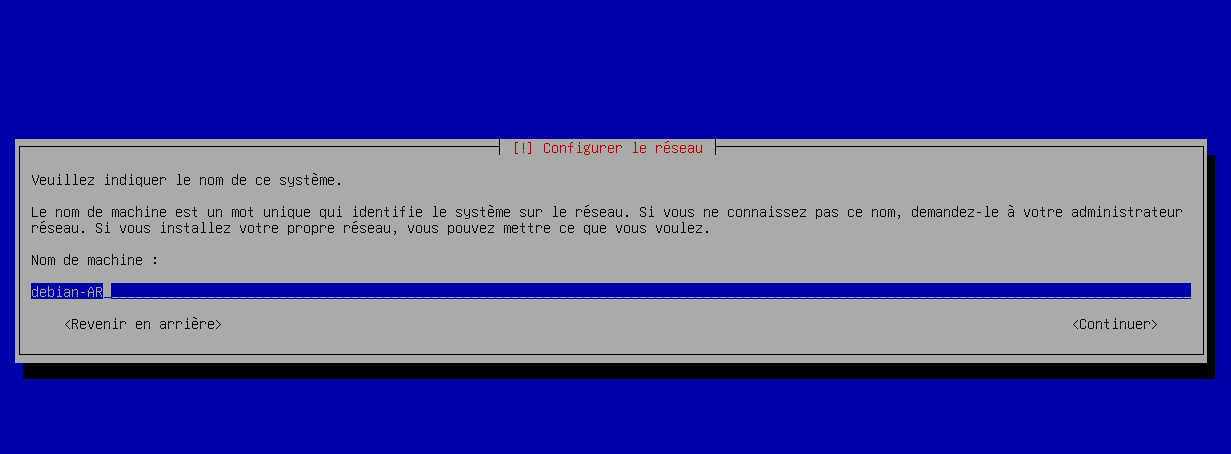 [!] Configurer le réseau
Veuillez indiquer le nom de ce système.
Le nom de machine est un mot unique qui identifie le système sur le réseau. Si vous ne connaissez pas ce nom, demandez-le à votre administrateur
réseau. Si vous installez votre propre réseau, vous pouvez mettre ce que vous voulez.
Nom de machine :
debian-AR
<Revenir en arrière> <Continuer>